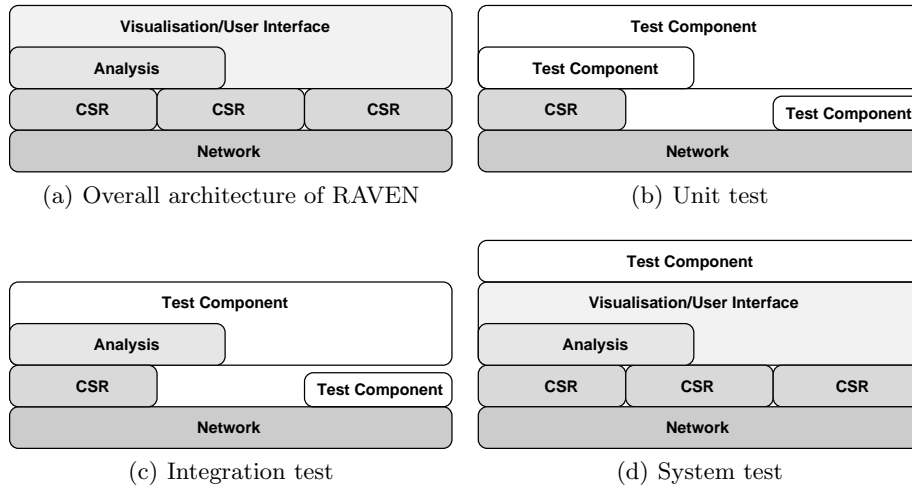 Visualisation/User Interface
Analysis
CSR CSR CSR
Network
(a) Overall architecture of RAVEN
Test Component
Test Component
CSR
Test Component
Network
(b) Unit test
Test Component
Analysis
CSR
Test Component
Network
(c) Integration test
Test Component
Visualisation/User Interface
Analysis
CSR CSR CSR
Network
(d) System test